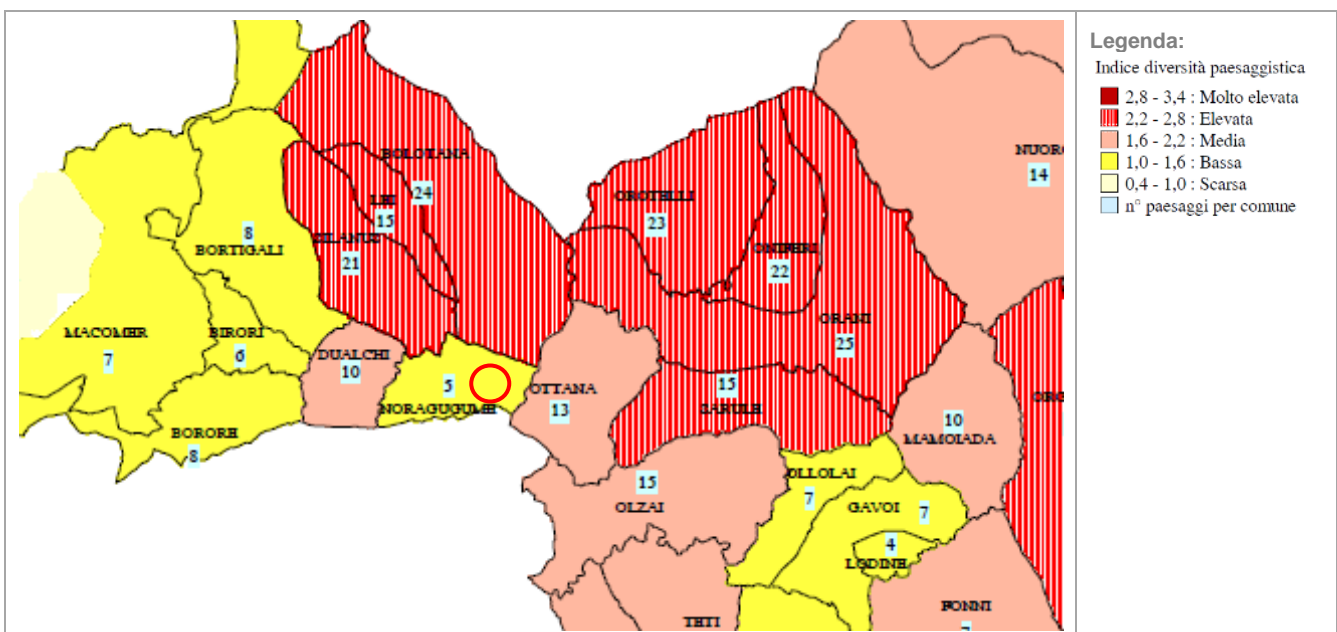 Legenda:
Indice diversità paesaggistica
2,8 - 3,4 : Molto elevata
2,2 - 2,8 : Elevata
1,6 - 2,2 : Media
1,0 - 1,6 : Bassa
0,4 - 1,0 : Scarsa
n° paesaggi per comune
BOLOTANA
24
LEI
15
SILANUS
21
BORTIGALI
8
MACOMER
7
BIRORI
6
DUALCHI
10
BORORE
8
NORAGUGUME
5
OTTANA
13
OROTELLI
23
ONIFERI
22
ORANI
25
SARULE
15
NUORO
14
MAMOIADA
10
OLZAI
15
OLLOLAI
7
GAVOI
7
LODINE
4
TETI
FONNI
ORG